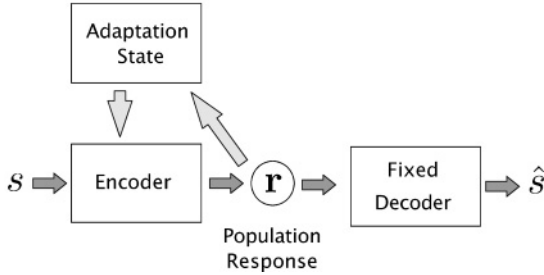 Adaptation
State
s
Encoder
r
Fixed
Decoder
ŝ
Population
Response